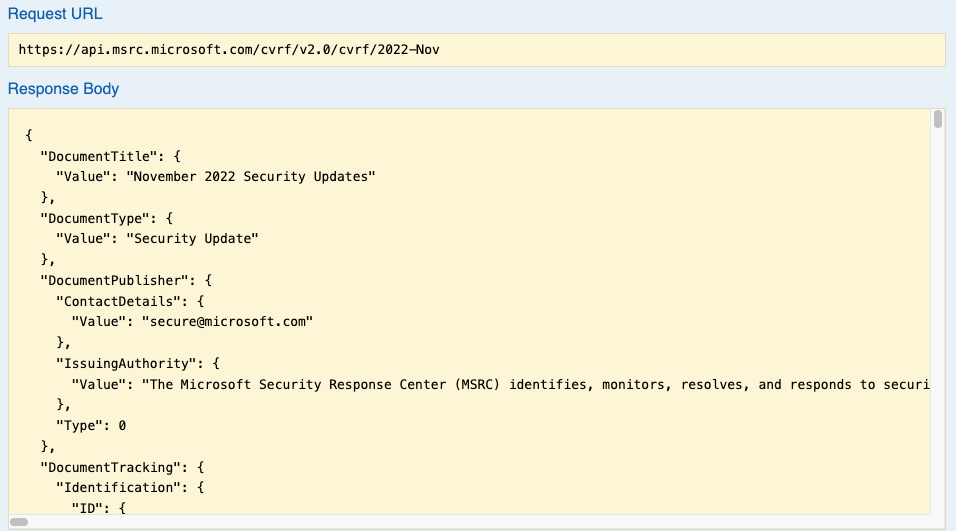 Request URL
https://api.msrc.microsoft.com/cvrf/v2.0/cvrf/2022-Nov
Response Body
{
  "DocumentTitle": {
    "Value": "November 2022 Security Updates"
  },
  "DocumentType": {
    "Value": "Security Update"
  },
  "DocumentPublisher": {
    "ContactDetails": {
      "Value": "secure@microsoft.com"
    },
    "IssuingAuthority": {
      "Value": "The Microsoft Security Response Center (MSRC) identifies, monitors, resolves, and responds to securi
    },
    "Type": 0
  },
  "DocumentTracking": {
    "Identification": {
      "ID": {